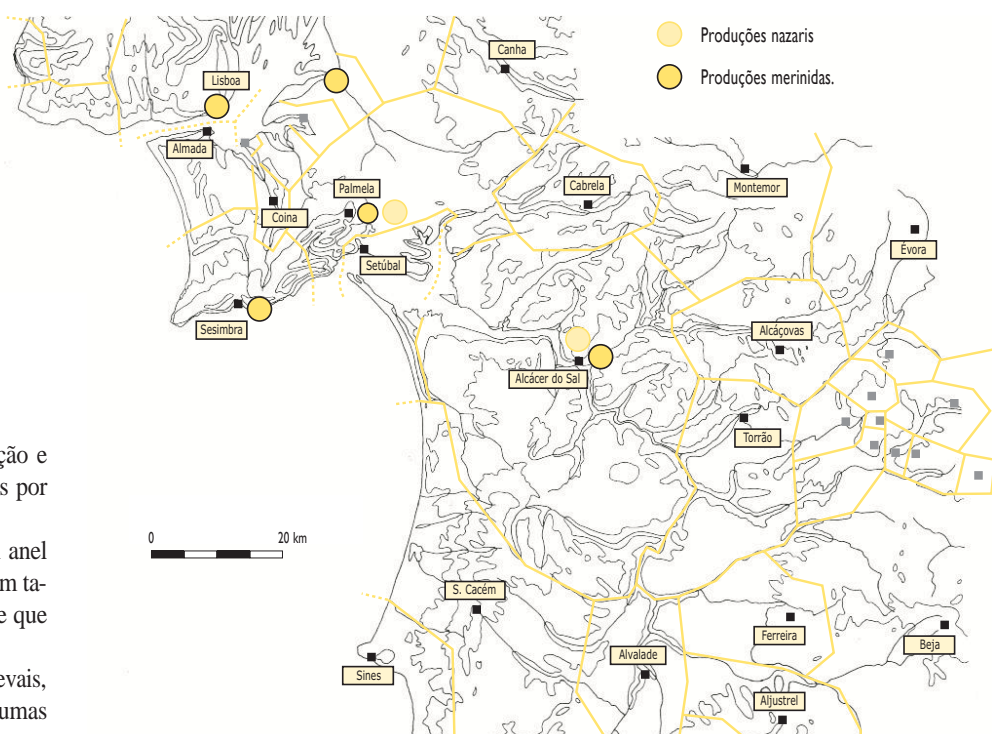 Canha
Produções nazaris
Produções merinidas.
Lisboa
Almada
Palmela
Coina
Setúbal
Cabrela
Montemor
Évora
Sesimbra
Alcáçovas
Alcácer do Sal
Torrão
ção e
s por
anel
m ta-
e que
evais,
umas
0
20 km
S. Cacém
Sines
Alvalade
Ferreira
Beja
Aljustrel